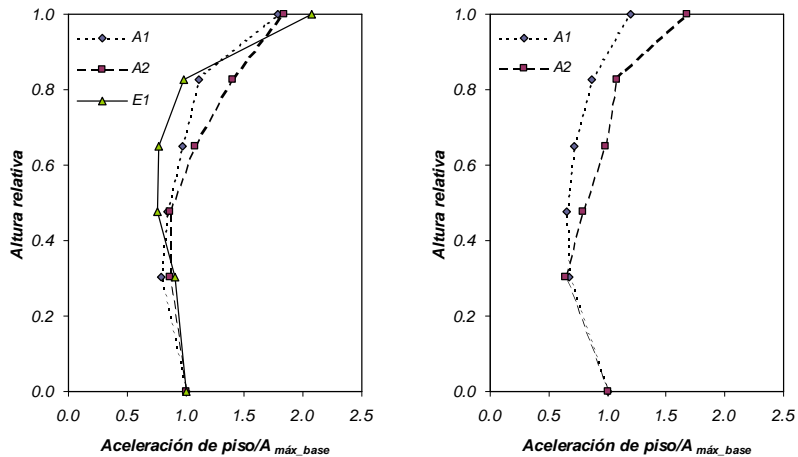 A1
A2
E1
1.0
0.8
0.6
0.4
0.2
0.0
Altura relativa
0.0 0.5 1.0 1.5 2.0 2.5
Aceleración de piso/A máx_base
A1
A2
1.0
0.8
0.6
0.4
0.2
0.0
Altura relativa
0.0 0.5 1.0 1.5 2.0 2.5
Aceleración de piso/A máx_base